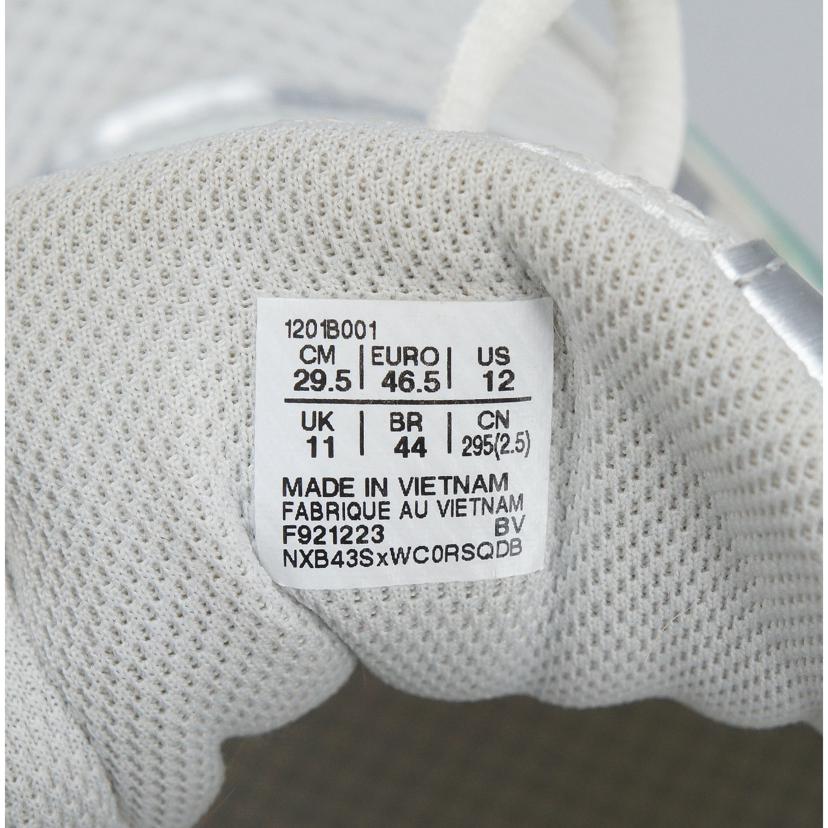 1201B001
CM | EURO | US
29.5 | 46.5 | 12
UK | BR | CN
11 | 44 | 295(2.5)
MADE IN VIETNAM
FABRIQUE AU VIETNAM
F921223 BV
NXB43SxWC0RSQDB